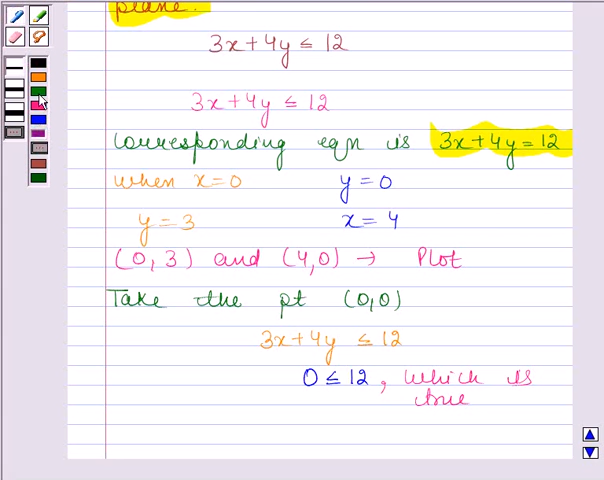 plane.
3x+4y ≤ 12
3x+4y ≤ 12
Corresponding eqn is 3x+4y=12
when x=0 y=0
y=3 x=4
(0,3) and (4,0) → Plot
Take the pt (0,0)
3x+4y ≤ 12
0 ≤ 12, which is
true